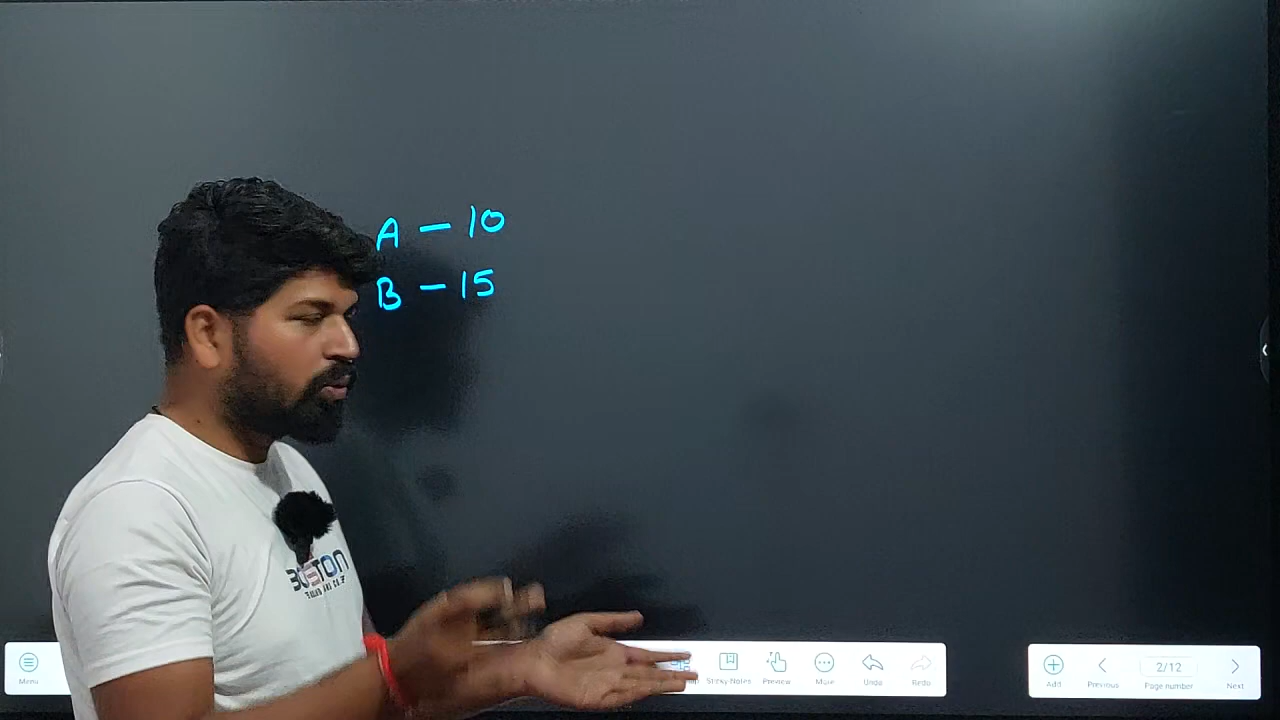 A — 10
B — 15
BOSTON
Menu
Sticky-Notes
Preview
More
Undo
Redo
Add
Previous
2/12
Page number
Next